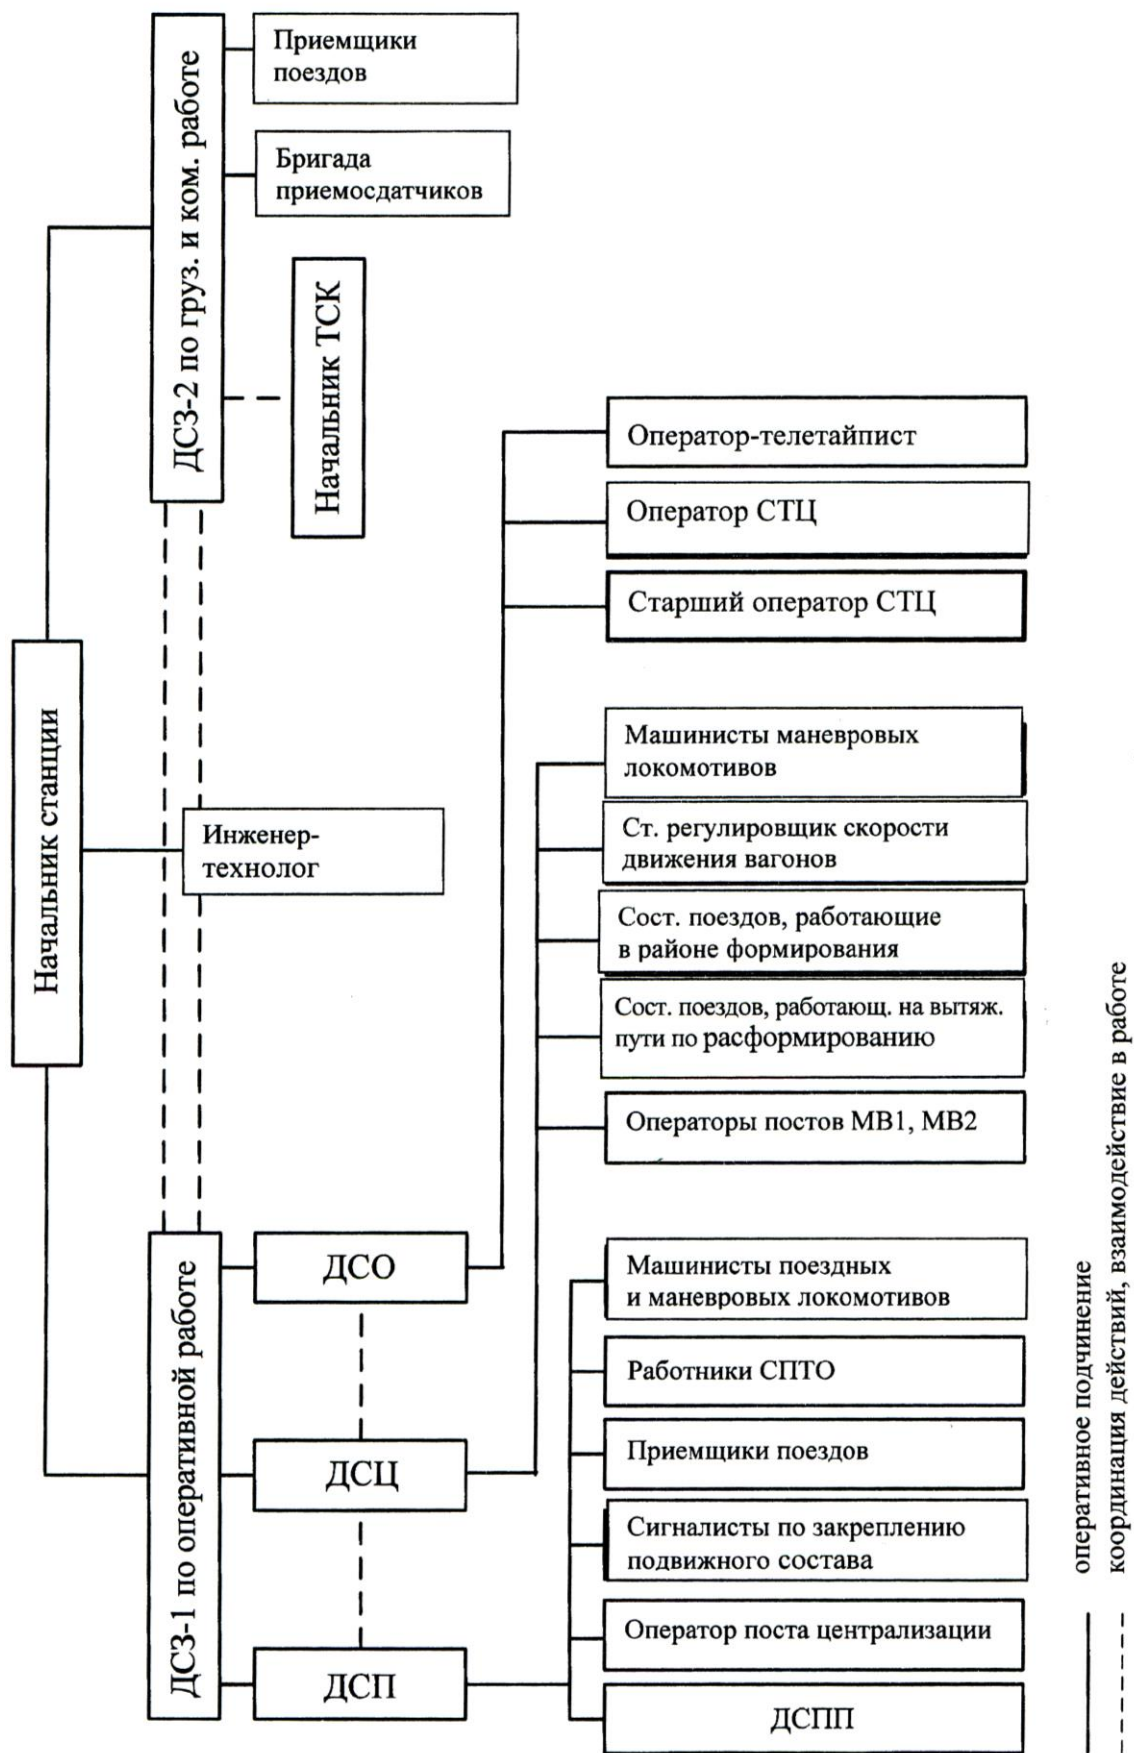 Начальник станции
ДСЗ-1 по оперативной работе
ДСЗ-2 по груз. и ком. работе
Инженер-
технолог
Приемщики
поездов
Бригада
приемосдатчиков
Начальник ТСК
ДСО
ДСЦ
ДСП
Оператор-телетайпист
Оператор СТЦ
Старший оператор СТЦ
Машинисты маневровых
локомотивов
Ст. регулировщик скорости
движения вагонов
Сост. поездов, работающие
в районе формирования
Сост. поездов, работающ. на вытяж.
пути по расформированию
Операторы постов МВ1, МВ2
Машинисты поездных
и маневровых локомотивов
Работники СПТО
Приемщики поездов
Сигналисты по закреплению
подвижного состава
Оператор поста централизации
ДСПП
оперативное подчинение
координация действий, взаимодействие в работе